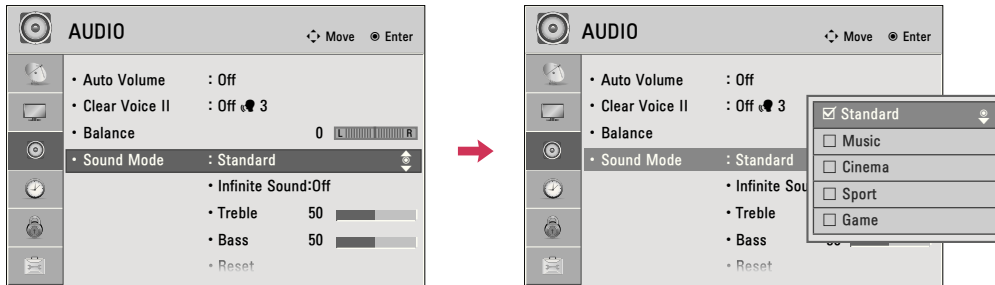 AUDIO Move Enter
• Auto Volume : Off
• Clear Voice II : Off 3
• Balance 0 L R
• Sound Mode : Standard
• Infinite Sound:Off
• Treble 50
• Bass 50
• Reset
AUDIO Move Enter
• Auto Volume : Off
• Clear Voice II : Off 3
• Balance
• Sound Mode : Standard
• Infinite Sou
• Treble
• Bass
• Reset
☑ Standard
☐ Music
☐ Cinema
☐ Sport
☐ Game